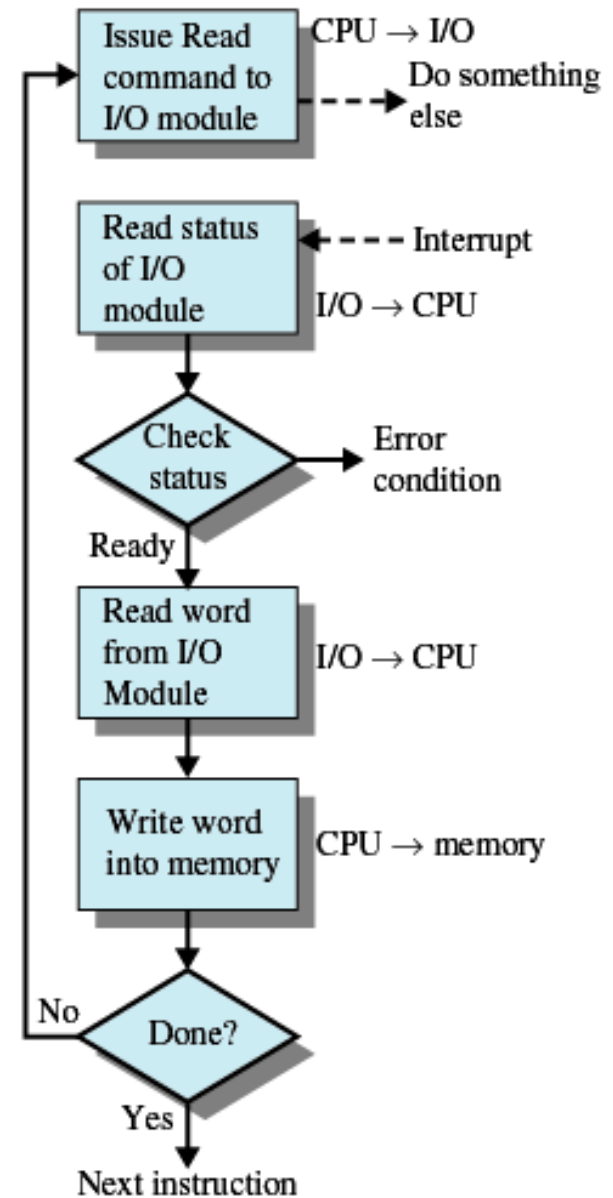 Issue Read
command to
I/O module
CPU → I/O
Do something
else
Read status
of I/O
module
Interrupt
I/O → CPU
Check
status
Error
condition
Ready
Read word
from I/O
Module
I/O → CPU
Write word
into memory
CPU → memory
No
Done?
Yes
Next instruction